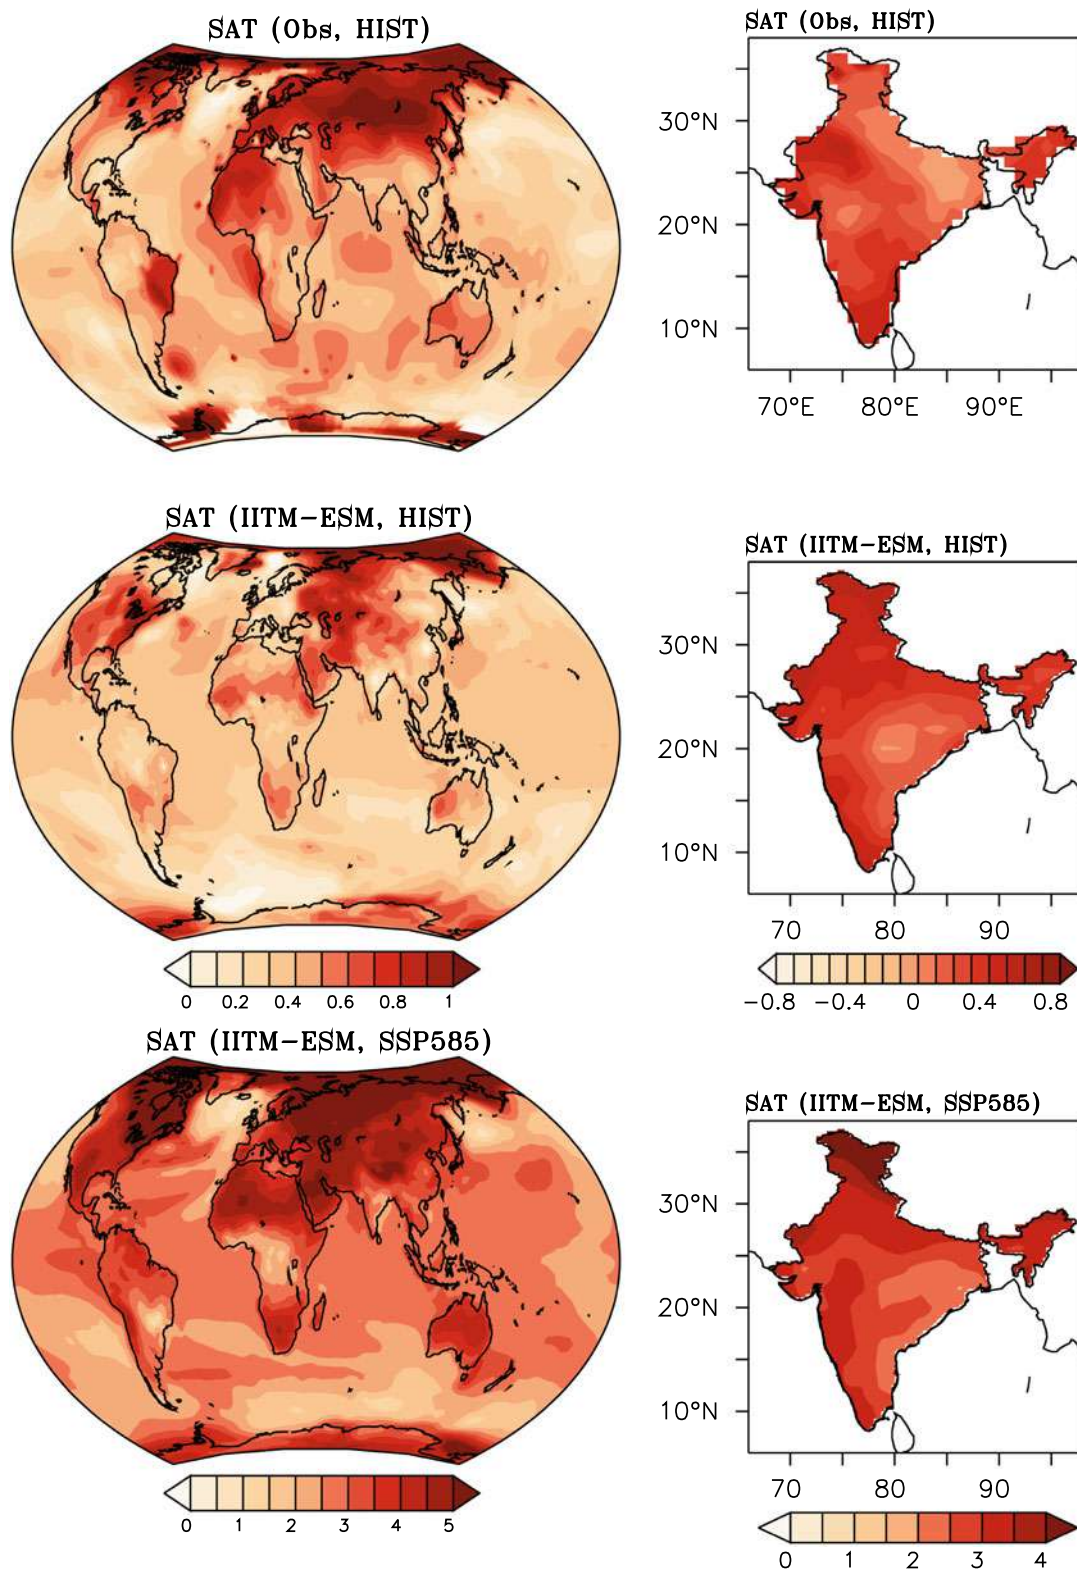 SAT (Obs, HIST)
SAT (Obs, HIST)
30°N
20°N
10°N
70°E 80°E 90°E
SAT (IITM-ESM, HIST)
SAT (IITM-ESM, HIST)
30°N
20°N
10°N
70 80 90
0 0.2 0.4 0.6 0.8 1
-0.8 -0.4 0 0.4 0.8
SAT (IITM-ESM, SSP585)
SAT (IITM-ESM, SSP585)
30°N
20°N
10°N
70 80 90
0 1 2 3 4 5
0 1 2 3 4